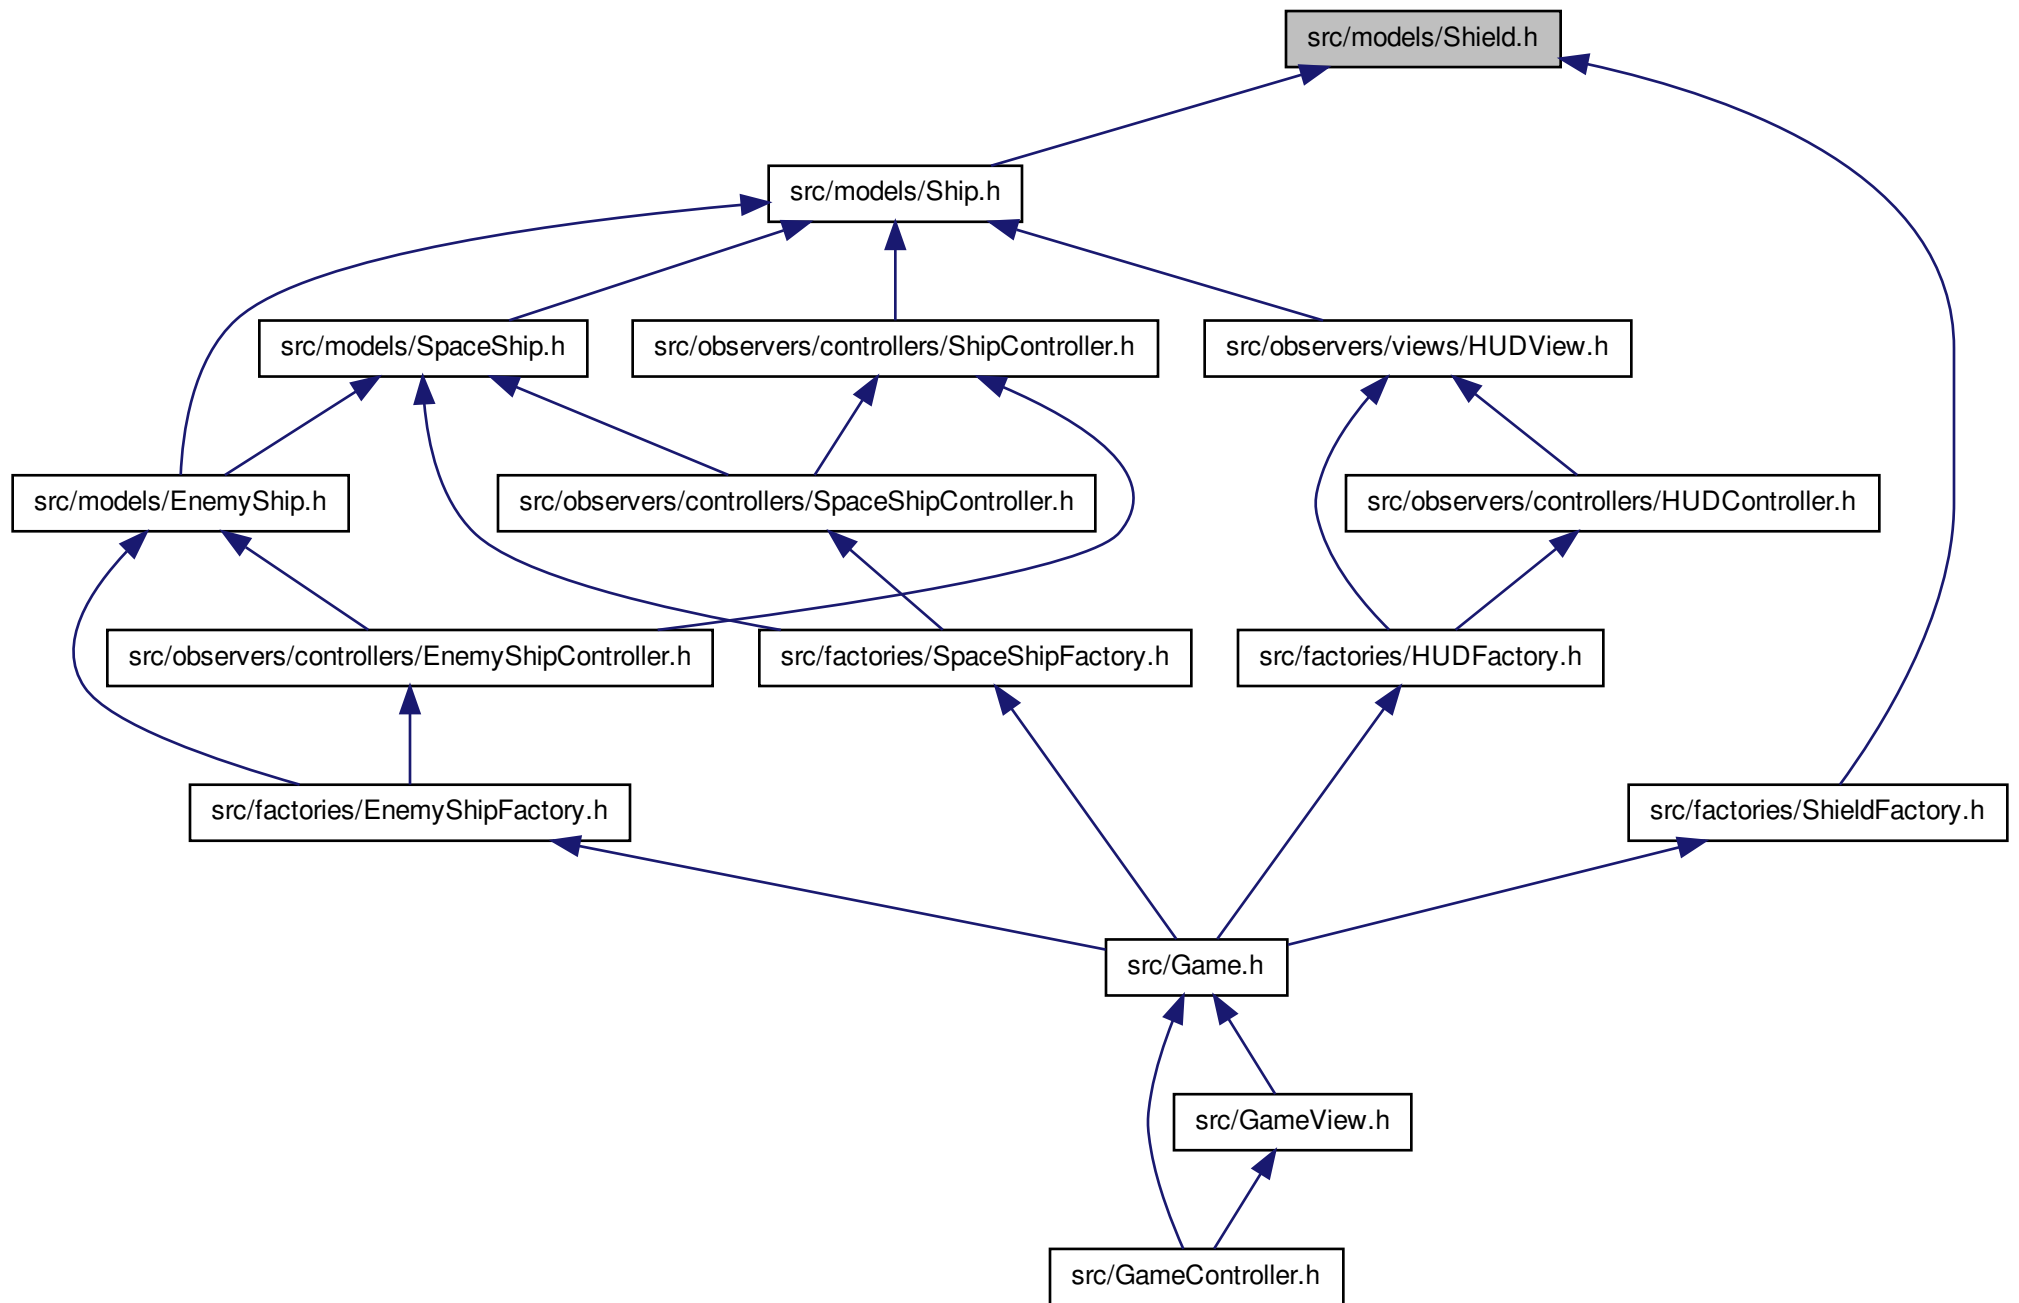 src/models/Shield.h
src/models/Ship.h
src/models/SpaceShip.h
src/observers/controllers/ShipController.h
src/observers/views/HUDView.h
src/models/EnemyShip.h
src/observers/controllers/SpaceShipController.h
src/observers/controllers/HUDController.h
src/observers/controllers/EnemyShipController.h
src/factories/SpaceShipFactory.h
src/factories/HUDFactory.h
src/factories/EnemyShipFactory.h
src/factories/ShieldFactory.h
src/Game.h
src/GameView.h
src/GameController.h